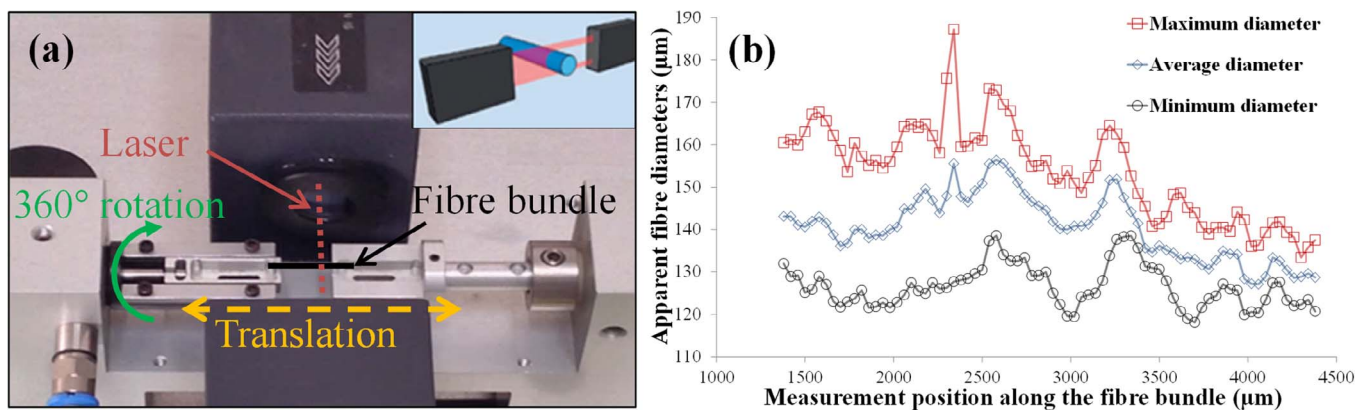 (a)
Laser
Fibre bundle
360° rotation
Translation
(b)
Apparent fibre diameters (µm)
190
180
170
160
150
140
130
120
110
Maximum diameter
Average diameter
Minimum diameter
1000
1500
2000
2500
3000
3500
4000
4500
Measurement position along the fibre bundle (µm)